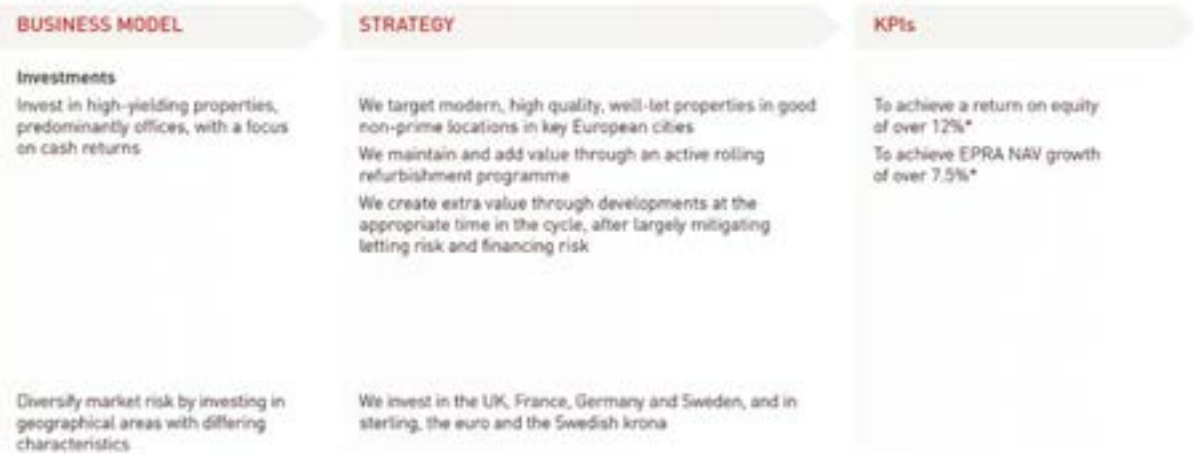 BUSINESS MODEL
STRATEGY
KPIs
Investments
Invest in high-yielding properties,
predominantly offices, with a focus
on cash returns
We target modern, high quality, well-let properties in good
non-prime locations in key European cities
We maintain and add value through an active rolling
refurbishment programme
We create extra value through developments at the
appropriate time in the cycle, after largely mitigating
letting risk and financing risk
To achieve a return on equity
of over 12%*
To achieve EPRA NAV growth
of over 7.5%*
Diversify market risk by investing in
geographical areas with differing
characteristics
We invest in the UK, France, Germany and Sweden, and in
sterling, the euro and the Swedish krona